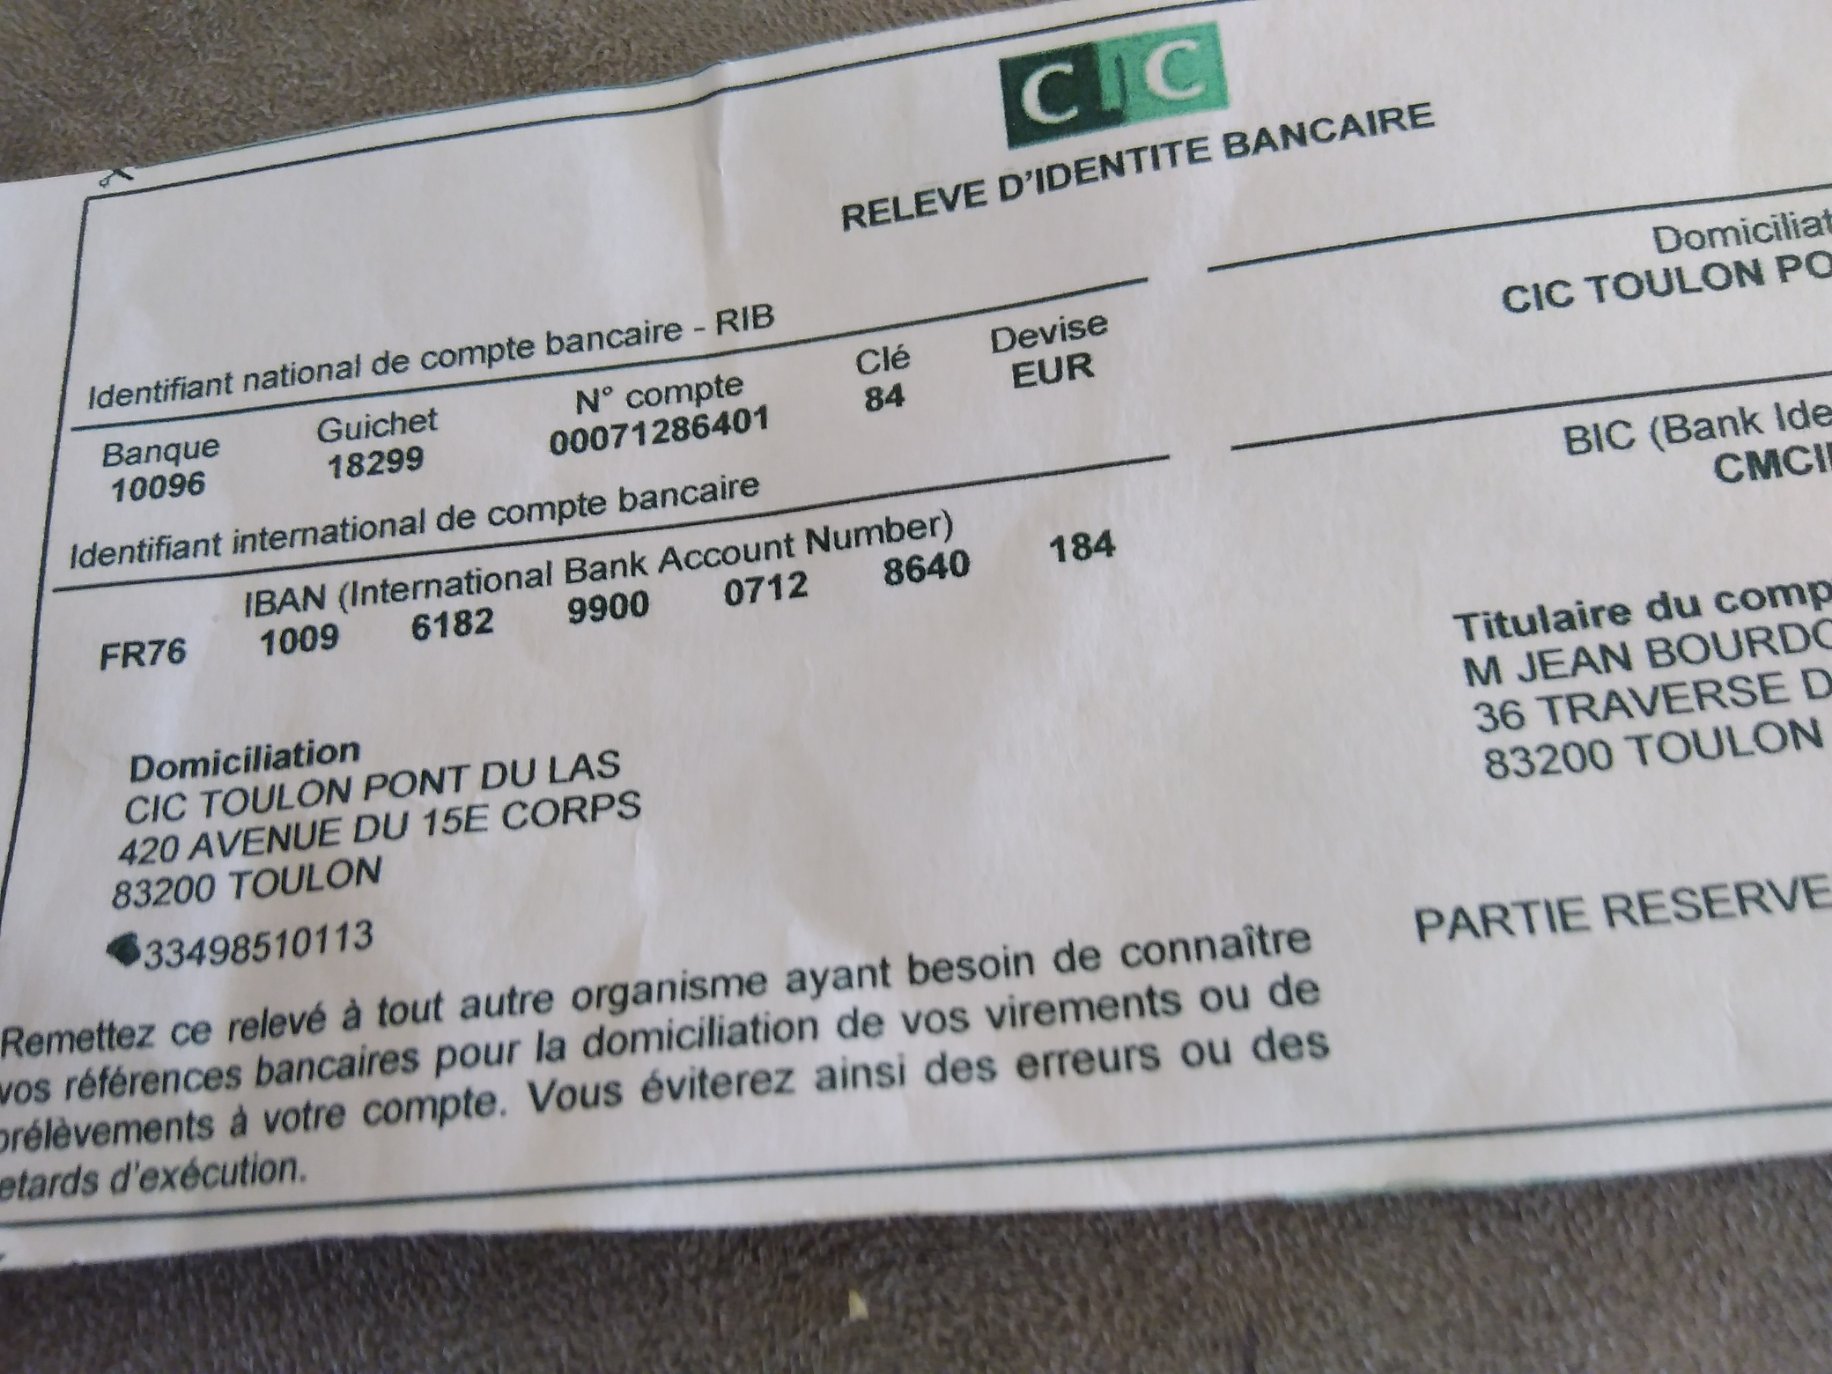 CIC
RELEVE D'IDENTITE BANCAIRE
Identifiant national de compte bancaire - RIB
Banque Guichet N° compte Clé Devise
10096 18299 00071286401 84 EUR
Identifiant international de compte bancaire
IBAN (International Bank Account Number)
FR76 1009 6182 9900 0712 8640 184
Domiciliation
CIC TOULON PONT DU LAS
420 AVENUE DU 15E CORPS
83200 TOULON
33498510113
Remettez ce relevé à tout autre organisme ayant besoin de connaître
vos références bancaires pour la domiciliation de vos virements ou de
prélèvements à votre compte. Vous éviterez ainsi des erreurs ou des
etards d'exécution.
Domiciliat
CIC TOULON PO
BIC (Bank Ide
CMCI
Titulaire du comp
M JEAN BOURDO
36 TRAVERSE D
83200 TOULON
PARTIE RESERVE